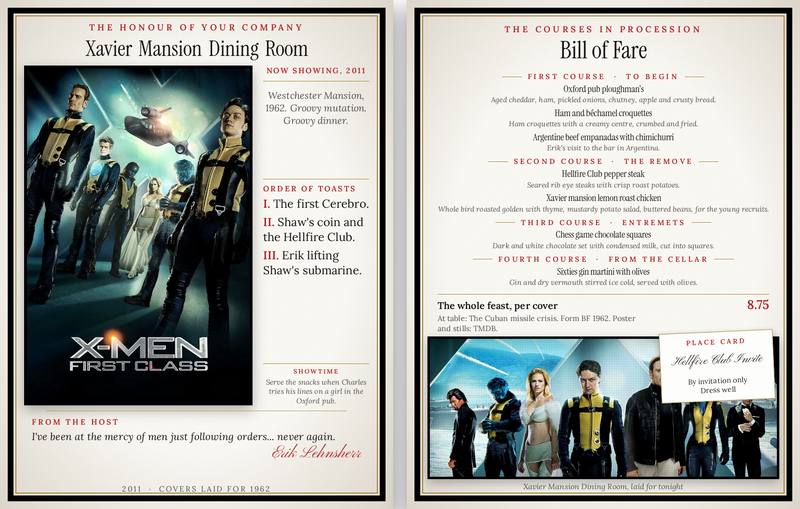 THE HONOUR OF YOUR COMPANY
Xavier Mansion Dining Room
NOW SHOWING, 2011
Westchester Mansion,
1962. Groovy mutation.
Groovy dinner.
ORDER OF TOASTS
I. The first Cerebro.
II. Shaw's coin and
the Hellfire Club.
III. Erik lifting
Shaw's submarine.
X-MEN
FIRST CLASS
SHOWTIME
Serve the snacks when Charles
tries his lines on a girl in the
Oxford pub.
FROM THE HOST
I've been at the mercy of men just following orders... never again.
Erik Lehnsherr
2011 · COVERS LAID FOR 1962
THE COURSES IN PROCESSION
Bill of Fare
FIRST COURSE · TO BEGIN
Oxford pub ploughman's
Aged cheddar, ham, pickled onions, chutney, apple and crusty bread.
Ham and béchamel croquettes
Ham croquettes with a creamy centre, crumbed and fried.
Argentine beef empanadas with chimichurri
Erik's visit to the bar in Argentina.
SECOND COURSE · THE REMOVE
Hellfire Club pepper steak
Seared rib eye steaks with crisp roast potatoes.
Xavier mansion lemon roast chicken
Whole bird roasted golden with thyme, mustardy potato salad, buttered beans, for the young recruits.
THIRD COURSE · ENTREMETS
Chess game chocolate squares
Dark and white chocolate set with condensed milk, cut into squares.
FOURTH COURSE · FROM THE CELLAR
Sixties gin martini with olives
Gin and dry vermouth stirred ice cold, served with olives.
The whole feast, per cover 8.75
At table: The Cuban missile crisis. Form BF 1962. Poster
and stills: TMDB.
PLACE CARD
Hellfire Club Invite
By invitation only
Dress well
Xavier Mansion Dining Room, laid for tonight